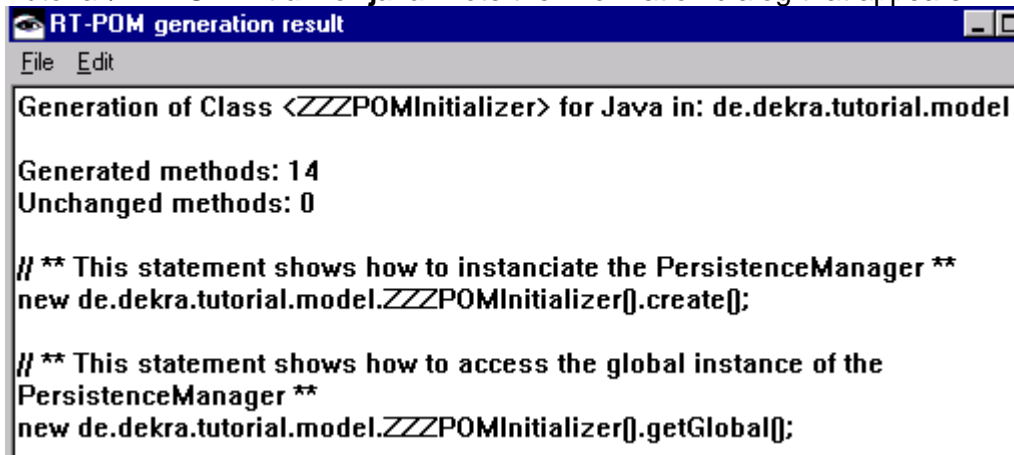 RT-POM generation result
File Edit
Generation of Class <ZZZPOMInitializer> for Java in: de.dekra.tutorial.model
Generated methods: 14
Unchanged methods: 0
// ** This statement shows how to instanciate the PersistenceManager **
new de.dekra.tutorial.model.ZZZPOMInitializer().create();
// ** This statement shows how to access the global instance of the
PersistenceManager **
new de.dekra.tutorial.model.ZZZPOMInitializer().getGlobal();